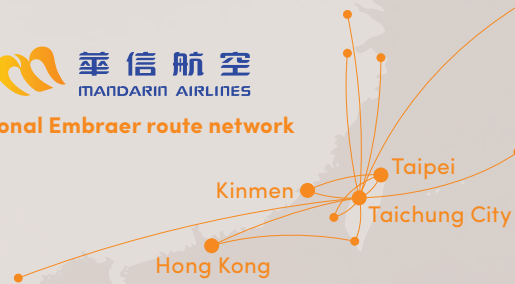 華信航空
MANDARIN AIRLINES
onal Embraer route network
Taipei
Kinmen
Taichung City
Hong Kong